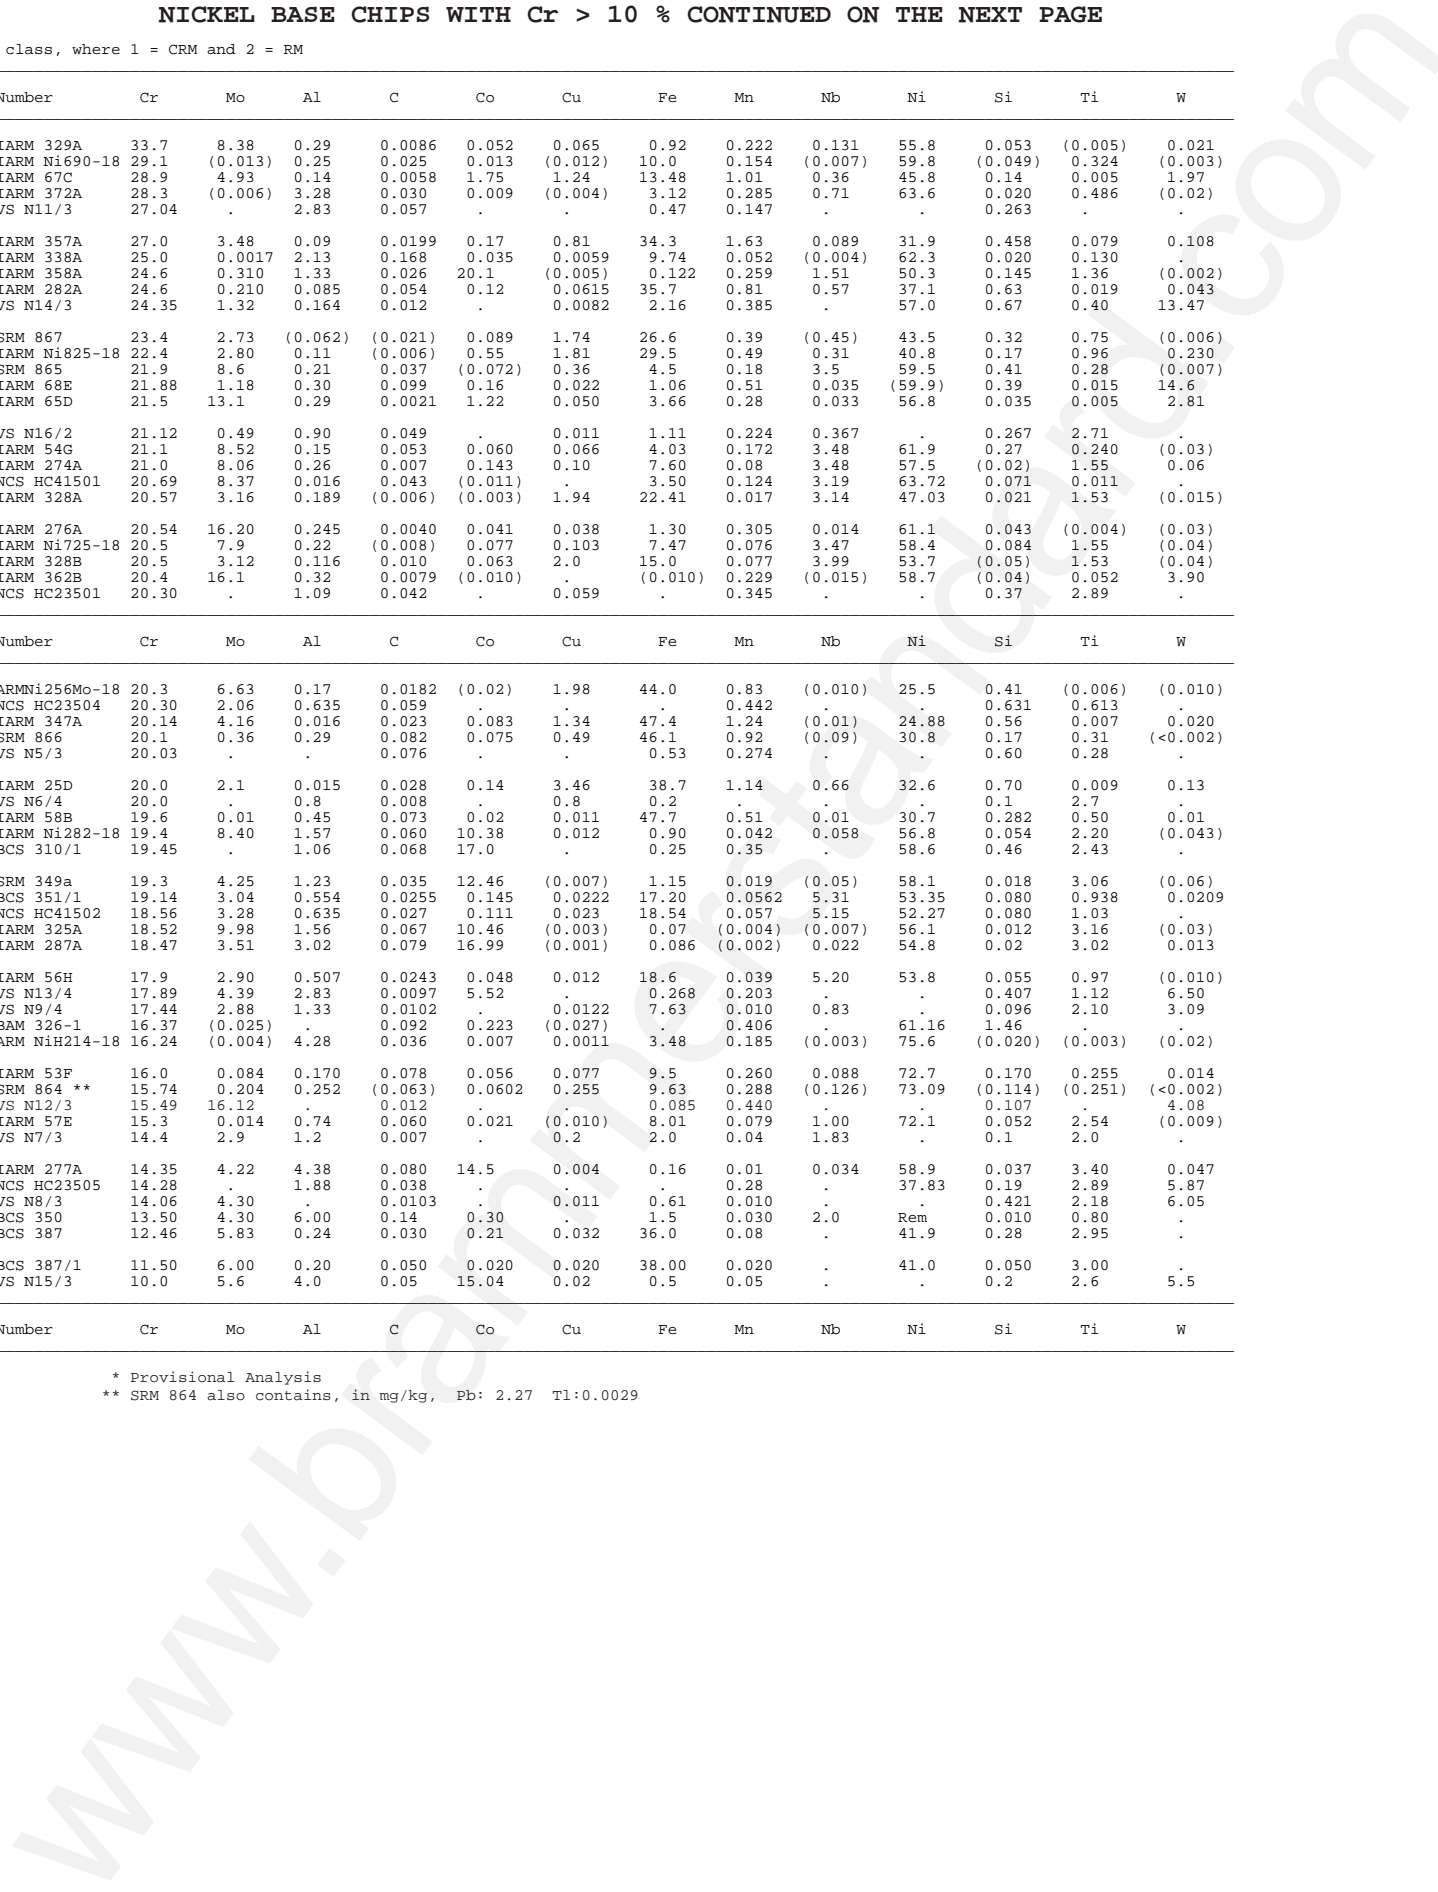 NICKEL BASE CHIPS WITH Cr > 10 % CONTINUED ON THE NEXT PAGE
class, where 1 = CRM and 2 = RM
Number Cr Mo Al C Co Cu Fe Mn Nb Ni Si Ti W
IARM 329A 33.7 8.38 0.29 0.0086 0.052 0.065 0.92 0.222 0.131 55.8 0.053 (0.005) 0.021
IARM Ni690-18 29.1 (0.013) 0.25 0.025 0.013 (0.012) 10.0 0.154 (0.007) 59.8 (0.049) 0.324 (0.003)
IARM 67C 28.9 4.93 0.14 0.0058 1.75 1.24 13.48 1.01 0.36 45.8 0.14 0.005 1.97
IARM 372A 28.3 (0.006) 3.28 0.030 0.009 (0.004) 3.12 0.285 0.71 63.6 0.020 0.486 (0.02)
VS N11/3 27.04 . 2.83 0.057 . . 0.47 0.147 . . 0.263 . .
IARM 357A 27.0 3.48 0.09 0.0199 0.17 0.81 34.3 1.63 0.089 31.9 0.458 0.079 0.108
IARM 338A 25.0 0.0017 2.13 0.168 0.035 0.0059 9.74 0.052 (0.004) 62.3 0.020 0.130
IARM 358A 24.6 0.310 1.33 0.026 20.1 (0.005) 0.122 0.259 1.51 50.3 0.145 1.36 (0.002)
IARM 282A 24.6 0.210 0.085 0.054 0.12 0.0615 35.7 0.81 0.57 37.1 0.63 0.019 0.043
VS N14/3 24.35 1.32 0.164 0.012 . 0.0082 2.16 0.385 . 57.0 0.67 0.40 13.47
SRM 867 23.4 2.73 (0.062) (0.021) 0.089 1.74 26.6 0.39 (0.45) 43.5 0.32 0.75 (0.006)
IARM Ni825-18 22.4 2.80 0.11 (0.006) 0.55 1.81 29.5 0.49 0.31 40.8 0.17 0.96 0.230
SRM 865 21.9 8.6 0.21 0.037 (0.072) 0.36 4.5 0.18 3.5 59.5 0.41 0.28 (0.007)
IARM 68E 21.88 1.18 0.30 0.099 0.16 0.022 1.06 0.51 0.035 (59.9) 0.39 0.015 14.6
IARM 65D 21.5 13.1 0.29 0.0021 1.22 0.050 3.66 0.28 0.033 56.8 0.035 0.005 2.81
VS N16/2 21.12 0.49 0.90 0.049 . 0.011 1.11 0.224 0.367 . 0.267 2.71 .
IARM 54G 21.1 8.52 0.15 0.053 0.060 0.066 4.03 0.172 3.48 61.9 0.27 0.240 (0.03)
IARM 274A 21.0 8.06 0.26 0.007 0.143 0.10 7.60 0.08 3.48 57.5 (0.02) 1.55 0.06
NCS HC41501 20.69 8.37 0.016 0.043 (0.011) . 3.50 0.124 3.19 63.72 0.071 0.011 .
IARM 328A 20.57 3.16 0.189 (0.006) (0.003) 1.94 22.41 0.017 3.14 47.03 0.021 1.53 (0.015)
IARM 276A 20.54 16.20 0.245 0.0040 0.041 0.038 1.30 0.305 0.014 61.1 0.043 (0.004) (0.03)
IARM Ni725-18 20.5 7.9 0.22 (0.008) 0.077 0.103 7.47 0.076 3.47 58.4 0.084 1.55 (0.04)
IARM 328B 20.5 3.12 0.116 0.010 0.063 2.0 15.0 0.077 3.99 53.7 (0.05) 1.53 (0.04)
IARM 362B 20.4 16.1 0.32 0.0079 (0.010) . (0.010) 0.229 (0.015) 58.7 (0.04) 0.052 3.90
NCS HC23501 20.30 . 1.09 0.042 . 0.059 . 0.345 . . 0.37 2.89 .
Number Cr Mo Al C Co Cu Fe Mn Nb Ni Si Ti W
ARMNi256Mo-18 20.3 6.63 0.17 0.0182 (0.02) 1.98 44.0 0.83 (0.010) 25.5 0.41 (0.006) (0.010)
NCS HC23504 20.30 2.06 0.635 0.059 . . . 0.442 . . 0.631 0.613 .
IARM 347A 20.14 4.16 0.016 0.023 0.083 1.34 47.4 1.24 (0.01) 24.88 0.56 0.007 0.020
SRM 866 20.1 0.36 0.29 0.082 0.075 0.49 46.1 0.92 (0.09) 30.8 0.17 0.31 (<0.002)
VS N5/3 20.03 . . 0.076 . . 0.53 0.274 . . 0.60 0.28 .
IARM 25D 20.0 2.1 0.015 0.028 0.14 3.46 38.7 1.14 0.66 32.6 0.70 0.009 0.13
VS N6/4 20.0 . 0.8 0.008 . 0.8 0.2 . . . 0.1 2.7 .
IARM 58B 19.6 0.01 0.45 0.073 0.02 0.011 47.7 0.51 0.01 30.7 0.282 0.50 0.01
IARM Ni282-18 19.4 8.40 1.57 0.060 10.38 0.012 0.90 0.042 0.058 56.8 0.054 2.20 (0.043)
BCS 310/1 19.45 . 1.06 0.068 17.0 . 0.25 0.35 . 58.6 0.46 2.43 .
SRM 349a 19.3 4.25 1.23 0.035 12.46 (0.007) 1.15 0.019 (0.05) 58.1 0.018 3.06 (0.06)
BCS 351/1 19.14 3.04 0.554 0.0255 0.145 0.0222 17.20 0.0562 5.31 53.35 0.080 0.938 0.0209
NCS HC41502 18.56 3.28 0.635 0.027 0.111 0.023 18.54 0.057 5.15 52.27 0.080 1.03 .
IARM 325A 18.52 9.98 1.56 0.067 10.46 (0.003) 0.07 (0.004) (0.007) 56.1 0.012 3.16 (0.03)
IARM 287A 18.47 3.51 3.02 0.079 16.99 (0.001) 0.086 (0.002) 0.022 54.8 0.02 3.02 0.013
IARM 56H 17.9 2.90 0.507 0.0243 0.048 0.012 18.6 0.039 5.20 53.8 0.055 0.97 (0.010)
VS N13/4 17.89 4.39 2.83 0.0097 5.52 . 0.268 0.203 . . 0.407 1.12 6.50
VS N9/4 17.44 2.88 1.33 0.0102 . 0.0122 7.63 0.010 0.83 . 0.096 2.10 3.09
BAM 326-1 16.37 (0.025) . 0.092 0.223 (0.027) . 0.406 . 61.16 1.46 . .
ARM NiH214-18 16.24 (0.004) 4.28 0.036 0.007 0.0011 3.48 0.185 (0.003) 75.6 (0.020) (0.003) (0.02)
IARM 53F 16.0 0.084 0.170 0.078 0.056 0.077 9.5 0.260 0.088 72.7 0.170 0.255 0.014
SRM 864 ** 15.74 0.204 0.252 (0.063) 0.0602 0.255 9.63 0.288 (0.126) 73.09 (0.114) (0.251) (<0.002)
VS N12/3 15.49 16.12 . 0.012 . . 0.085 0.440 . . 0.107 . 4.08
IARM 57E 15.3 0.014 0.74 0.060 0.021 (0.010) 8.01 0.079 1.00 72.1 0.052 2.54 (0.009)
VS N7/3 14.4 2.9 1.2 0.007 . 0.2 2.0 0.04 1.83 . 0.1 2.0 .
IARM 277A 14.35 4.22 4.38 0.080 14.5 0.004 0.16 0.01 0.034 58.9 0.037 3.40 0.047
NCS HC23505 14.28 . 1.88 0.038 . . . 0.28 . 37.83 0.19 2.89 5.87
VS N8/3 14.06 4.30 . 0.0103 . 0.011 0.61 0.010 . . 0.421 2.18 6.05
BCS 350 13.50 4.30 6.00 0.14 0.30 . 1.5 0.030 2.0 Rem 0.010 0.80 .
BCS 387 12.46 5.83 0.24 0.030 0.21 0.032 36.0 0.08 . 41.9 0.28 2.95 .
BCS 387/1 11.50 6.00 0.20 0.050 0.020 0.020 38.00 0.020 . 41.0 0.050 3.00 .
VS N15/3 10.0 5.6 4.0 0.05 15.04 0.02 0.5 0.05 . . 0.2 2.6 5.5
Number Cr Mo Al C Co Cu Fe Mn Nb Ni Si Ti W
* Provisional Analysis
** SRM 864 also contains, in mg/kg, Pb: 2.27 Tl:0.0029
www.brammerstandard.com